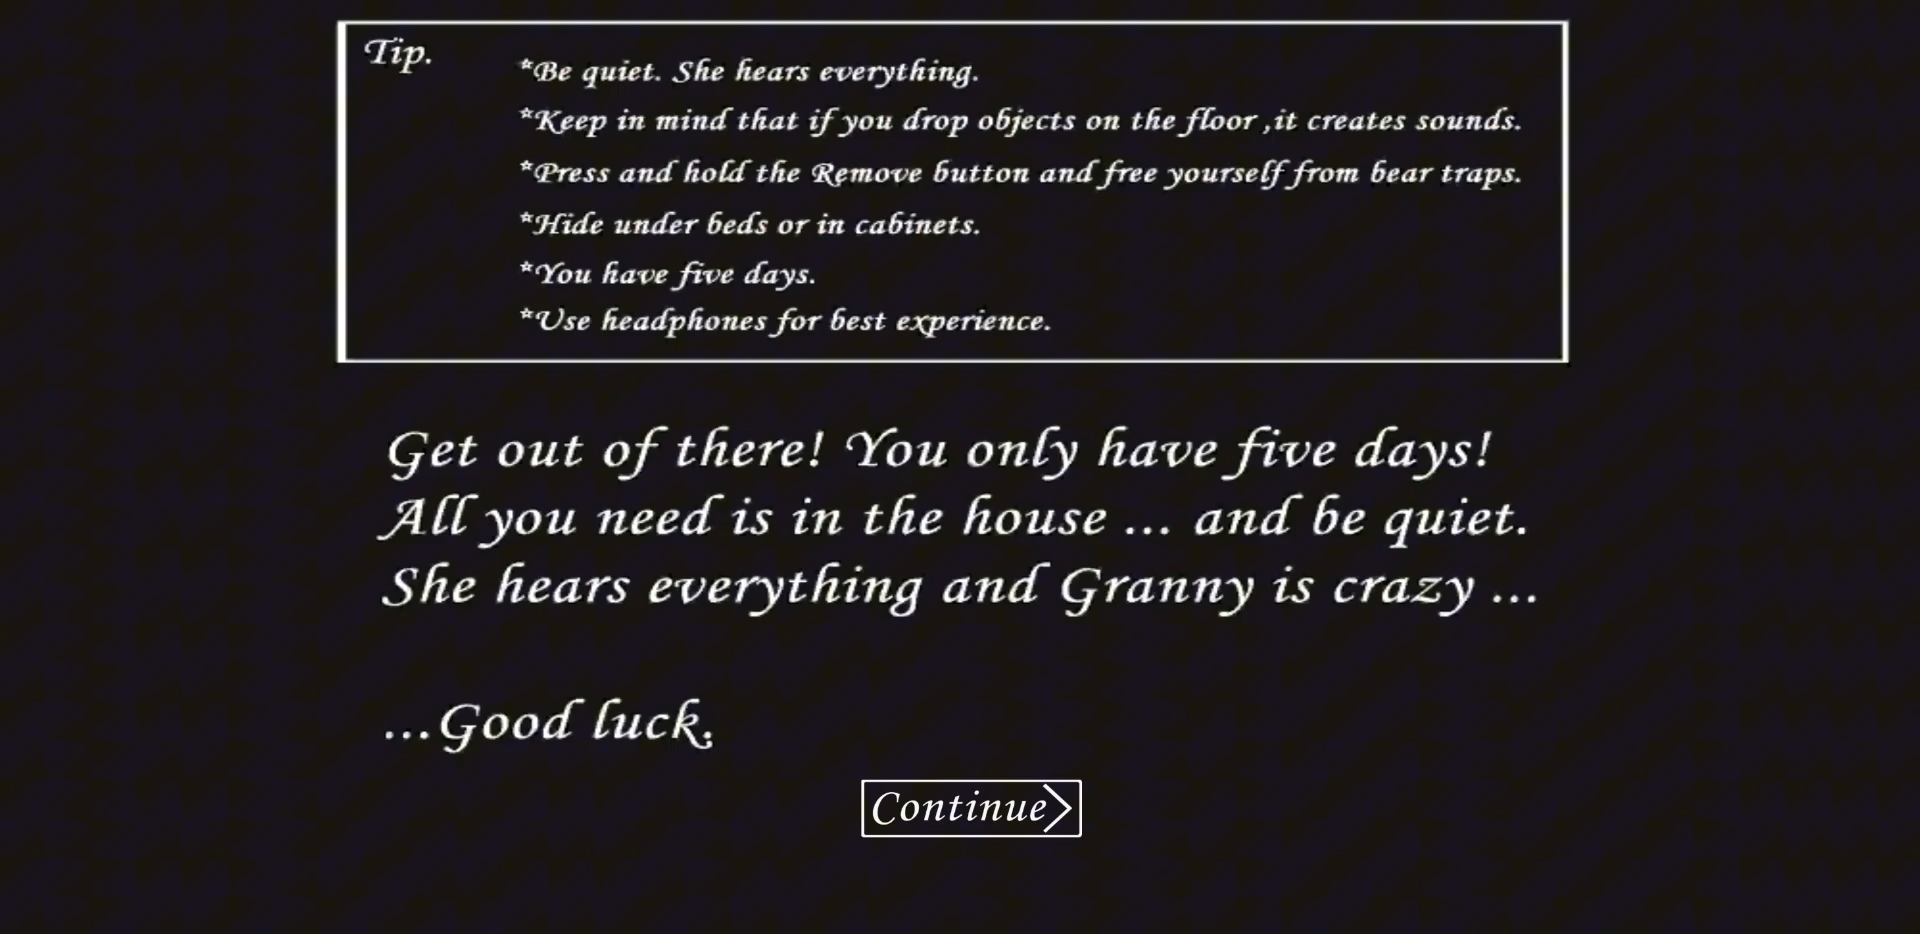 Tip.
*Be quiet. She hears everything.
*Keep in mind that if you drop objects on the floor ,it creates sounds.
*Press and hold the Remove button and free yourself from bear traps.
*Hide under beds or in cabinets.
*You have five days.
*Use headphones for best experience.
Get out of there! You only have five days!
All you need is in the house ... and be quiet.
She hears everything and Granny is crazy ...
...Good luck.
Continue>